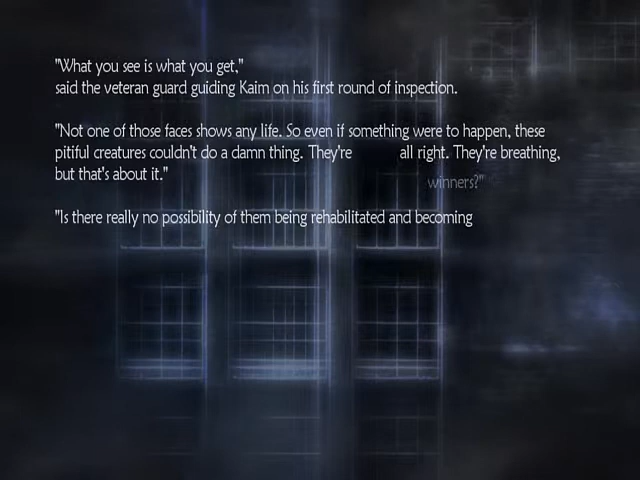 "What you see is what you get,"
said the veteran guard guiding Kaim on his first round of inspection.
"Not one of those faces shows any life. So even if something were to happen, these
pitiful creatures couldn't do a damn thing. They're all right. They're breathing,
but that's about it."
winners?"
"Is there really no possibility of them being rehabilitated and becoming